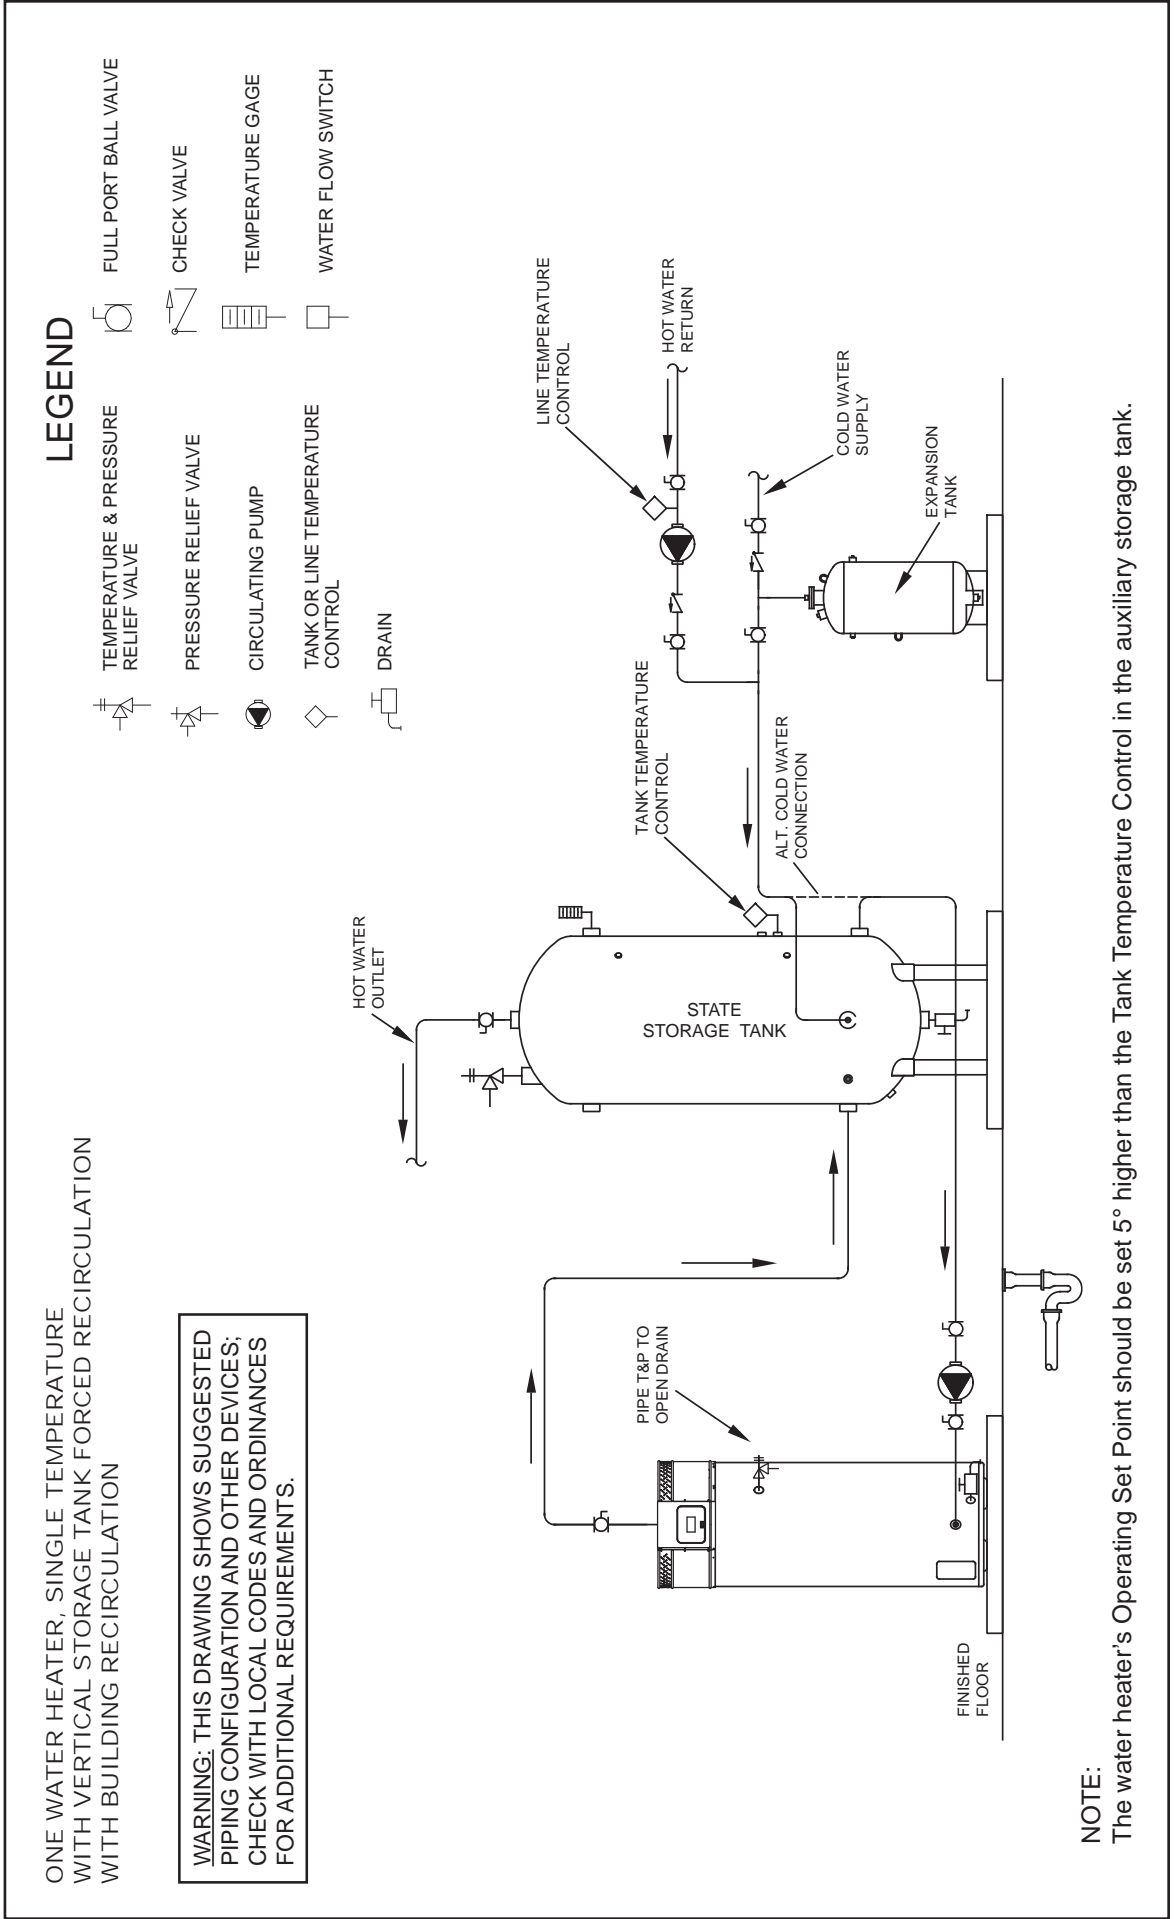 ONE WATER HEATER, SINGLE TEMPERATURE
WITH VERTICAL STORAGE TANK FORCED RECIRCULATION
WITH BUILDING RECIRCULATION
WARNING: THIS DRAWING SHOWS SUGGESTED
PIPING CONFIGURATION AND OTHER DEVICES;
CHECK WITH LOCAL CODES AND ORDINANCES
FOR ADDITIONAL REQUIREMENTS.
LEGEND
TEMPERATURE & PRESSURE
RELIEF VALVE
PRESSURE RELIEF VALVE
CIRCULATING PUMP
TANK OR LINE TEMPERATURE
CONTROL
DRAIN
FULL PORT BALL VALVE
CHECK VALVE
TEMPERATURE GAGE
WATER FLOW SWITCH
HOT WATER
OUTLET
LINE TEMPERATURE
CONTROL
HOT WATER
RETURN
TANK TEMPERATURE
CONTROL
COLD WATER
SUPPLY
STATE
STORAGE TANK
ALT. COLD WATER
CONNECTION
EXPANSION
TANK
PIPE T&P TO
OPEN DRAIN
FINISHED
FLOOR
NOTE:
The water heater's Operating Set Point should be set 5° higher than the Tank Temperature Control in the auxiliary storage tank.